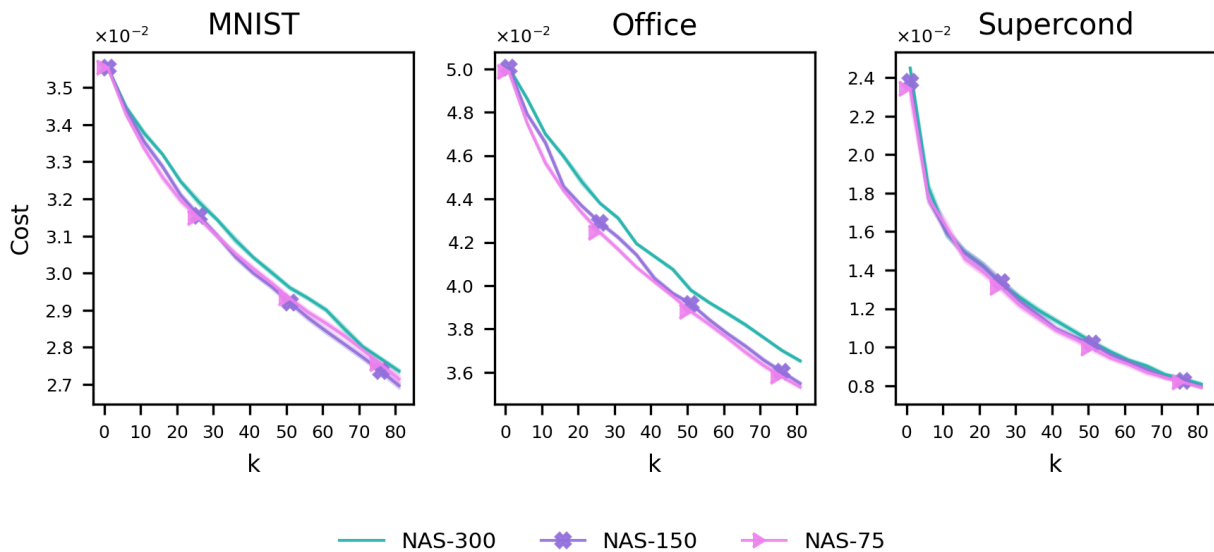 MNIST
Office
Supercond
×10⁻²
×10⁻²
×10⁻²
Cost
3.5
3.4
3.3
3.2
3.1
3.0
2.9
2.8
2.7
0 10 20 30 40 50 60 70 80
k
5.0
4.8
4.6
4.4
4.2
4.0
3.8
3.6
0 10 20 30 40 50 60 70 80
k
2.4
2.2
2.0
1.8
1.6
1.4
1.2
1.0
0.8
0 10 20 30 40 50 60 70 80
k
NAS-300 NAS-150 NAS-75